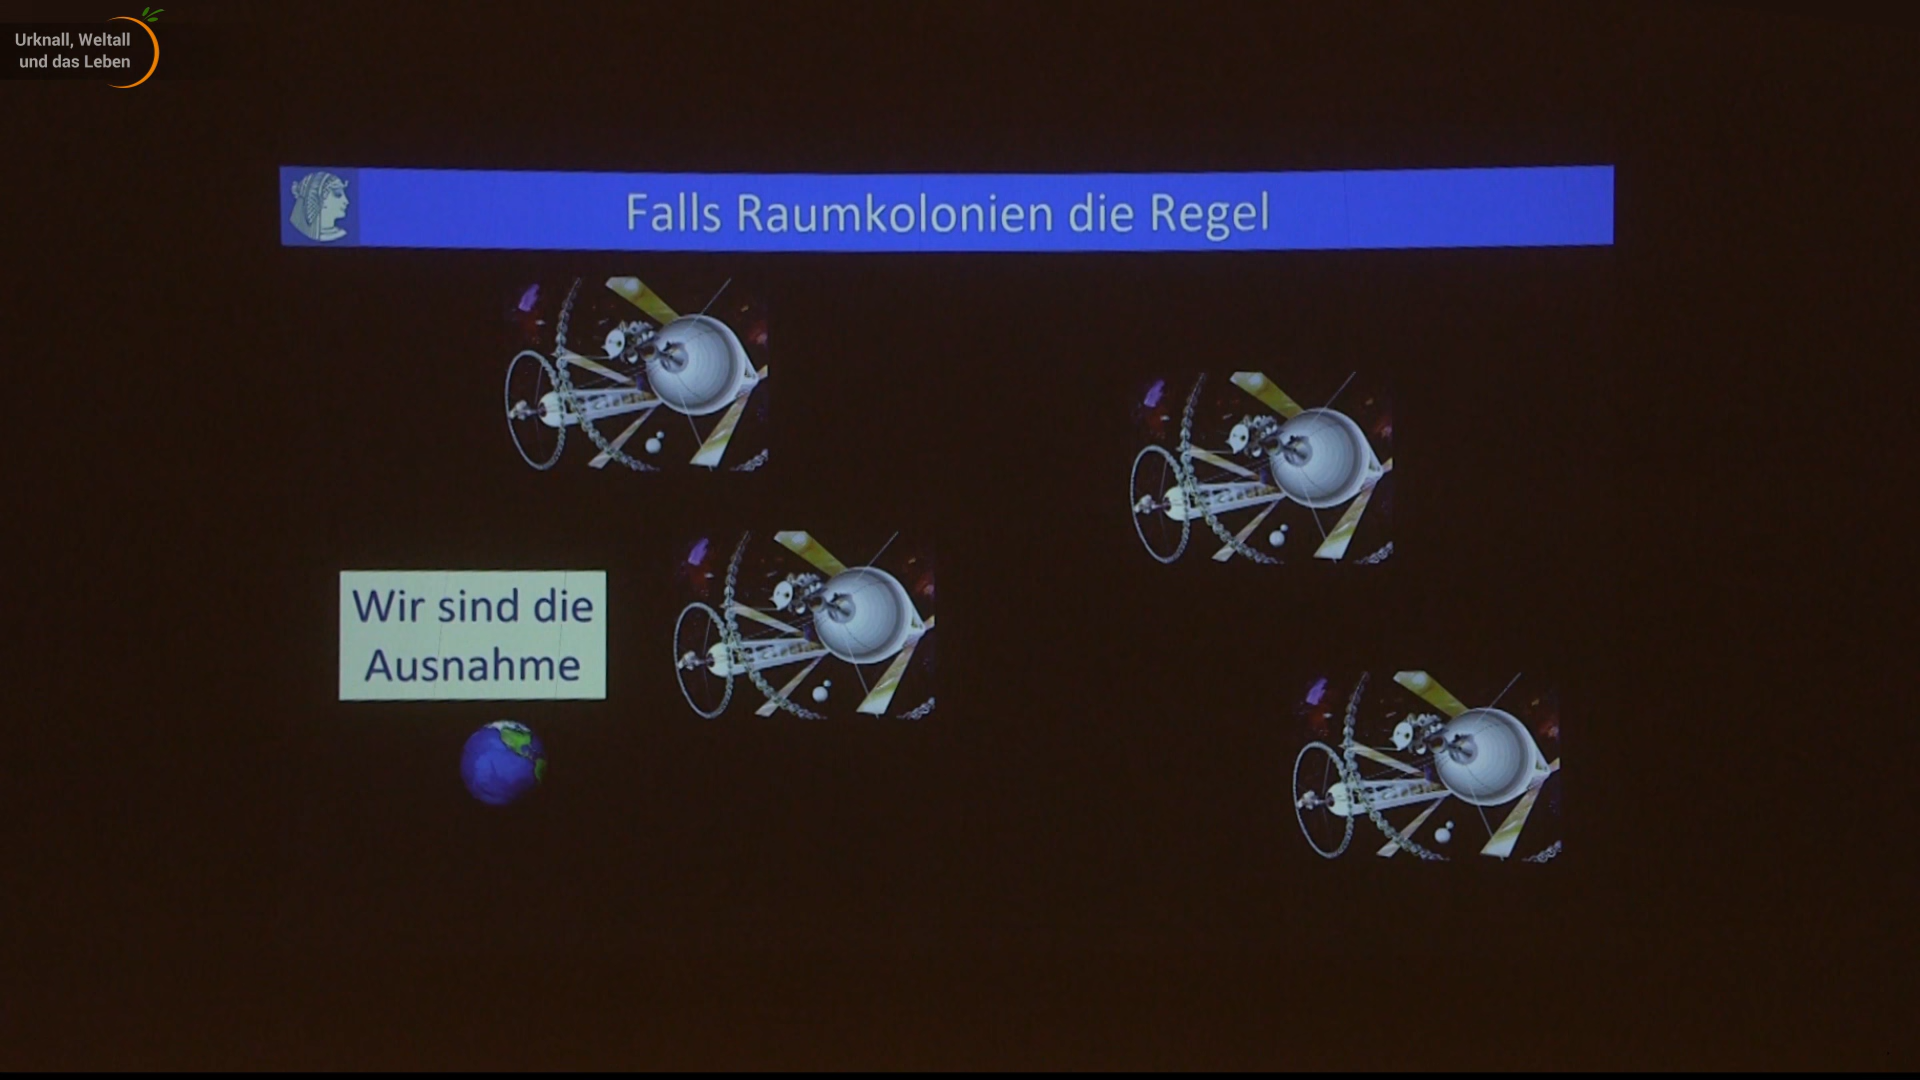 Urknall, Weltall
und das Leben
Falls Raumkolonien die Regel
Wir sind die
Ausnahme